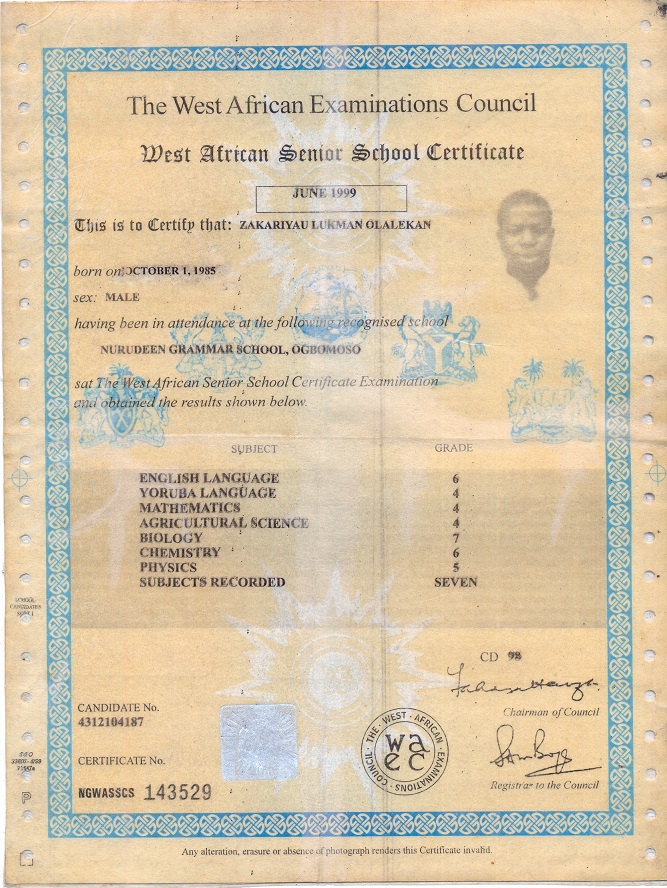 The West African Examinations Council
West African Senior School Certificate
JUNE 1999
This is to Certify that: ZAKARIYAU LUKMAN OLALEKAN
born on OCTOBER 1, 1985
sex: MALE
having been in attendance at the following recognised school
NURUDEEN GRAMMAR SCHOOL, OGBOMOSO
sat The West African Senior School Certificate Examination
and obtained the results shown below.
SUBJECT GRADE
ENGLISH LANGUAGE 6
YORUBA LANGUAGE 4
MATHEMATICS 4
AGRICULTURAL SCIENCE 4
BIOLOGY 7
CHEMISTRY 6
PHYSICS 5
SUBJECTS RECORDED SEVEN
SCHOOL
CANDIDATES
CD 98
Chairman of Council
CANDIDATE No.
4312104187
THE · WEST · AFRICAN · EXAMINATIONS · COUNCIL ·
wa
ec
CERTIFICATE No.
Registrar to the Council
NGWASSCS 143529
P
Any alteration, erasure or absence of photograph renders this Certificate invalid.